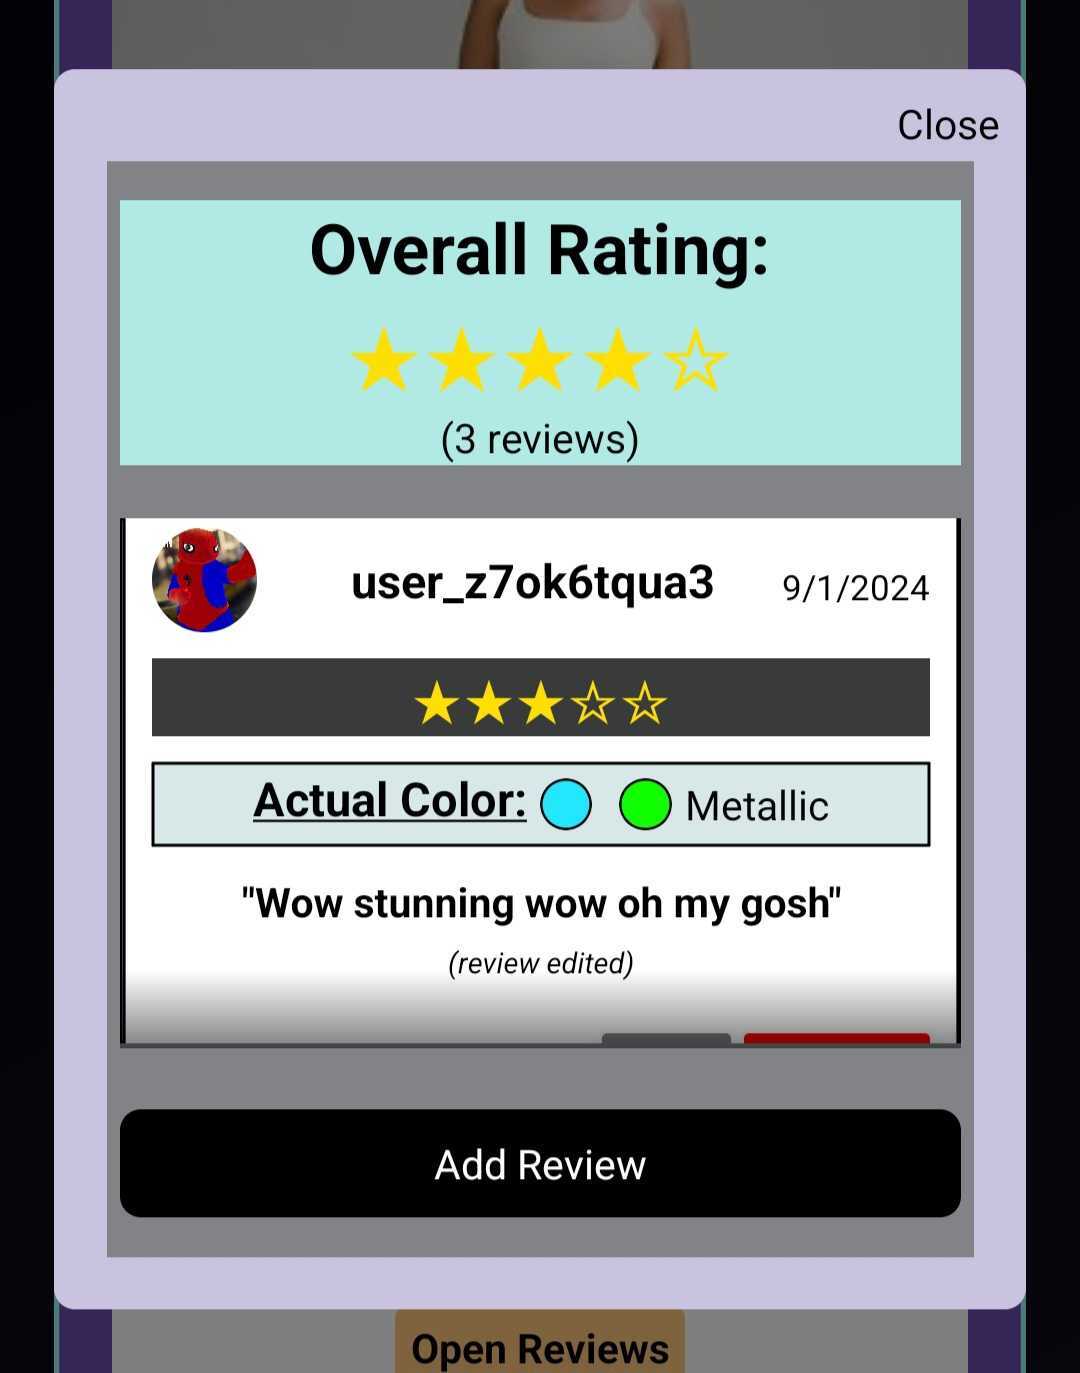 Close
Overall Rating:
(3 reviews)
user_z7ok6tqua3 9/1/2024
Actual Color: Metallic
"Wow stunning wow oh my gosh"
(review edited)
Add Review
Open Reviews